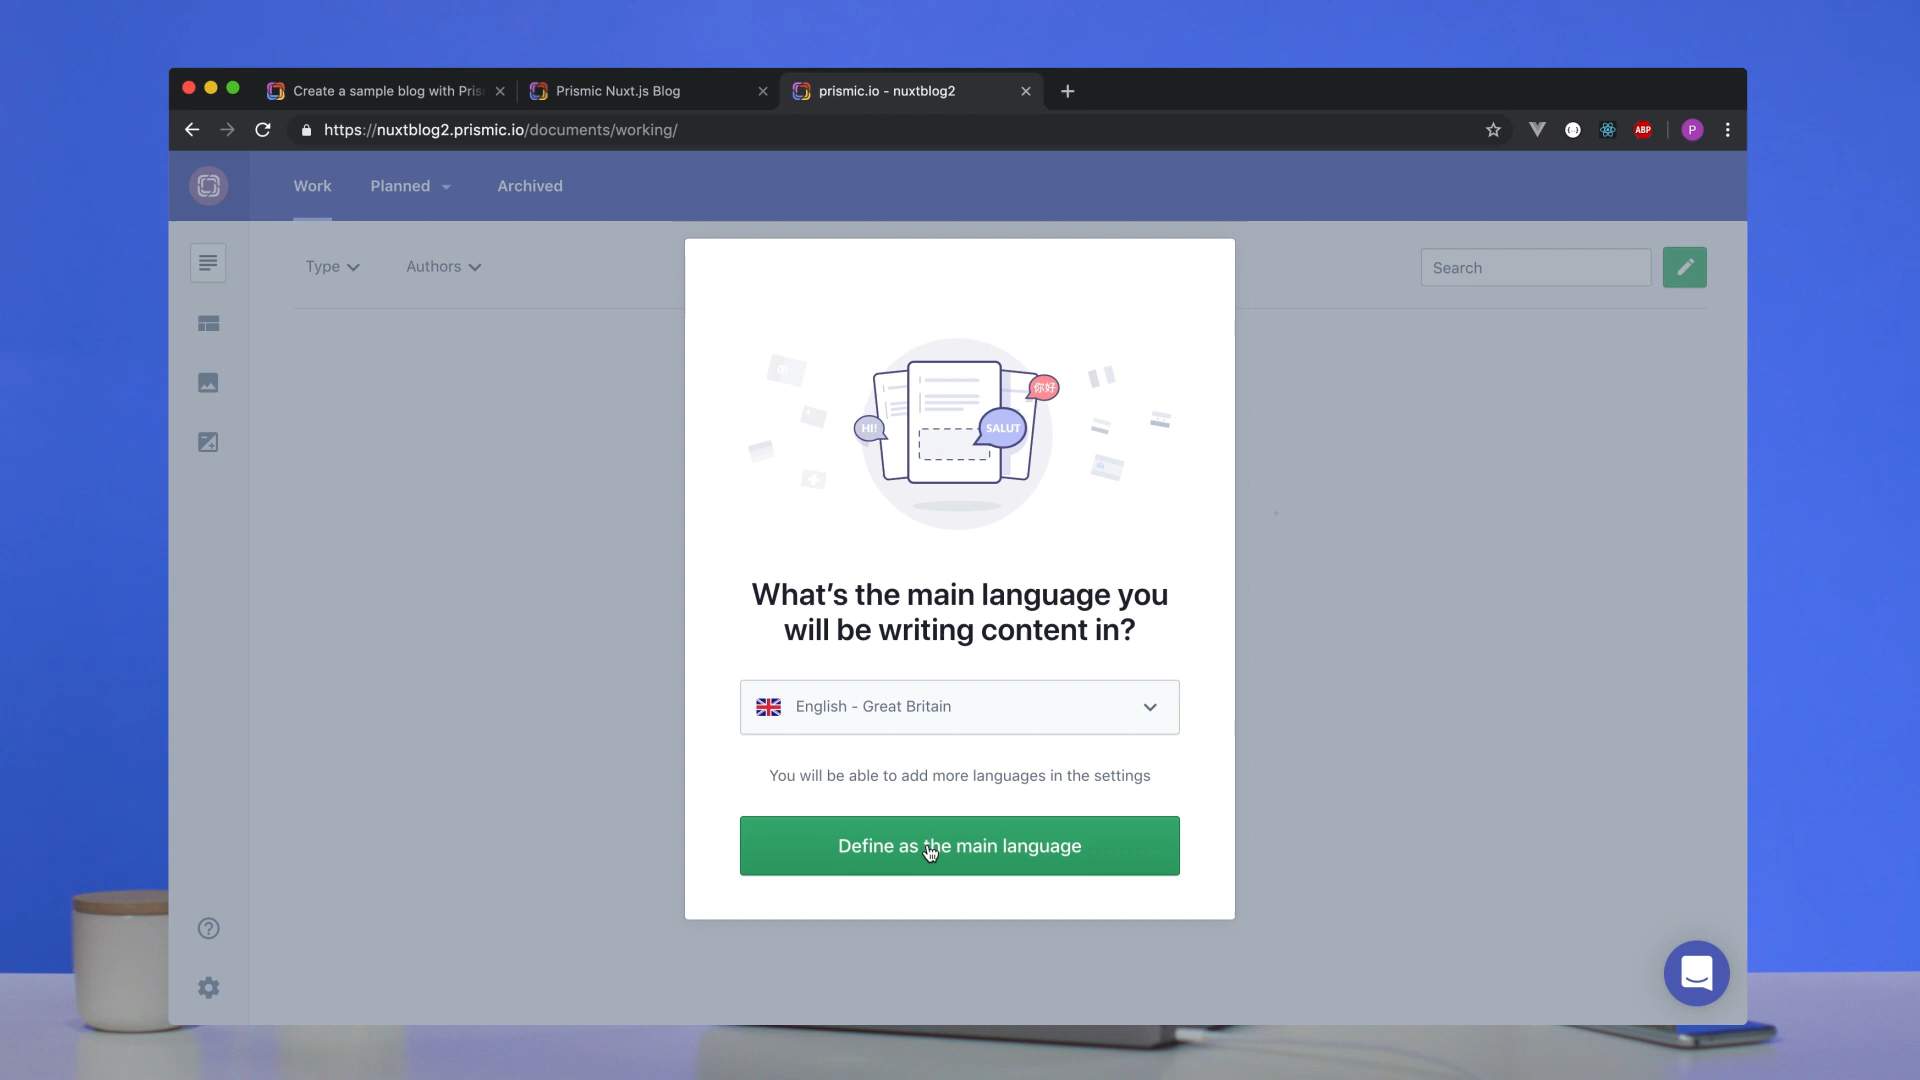 Create a sample blog with Pris
Prismic Nuxt.js Blog
prismic.io - nuxtblog2
https://nuxtblog2.prismic.io/documents/working/
ABP
P
Work
Planned
Archived
Type
Authors
Search
你好
HI!
SALUT
What's the main language you
will be writing content in?
English - Great Britain
You will be able to add more languages in the settings
Define as the main language